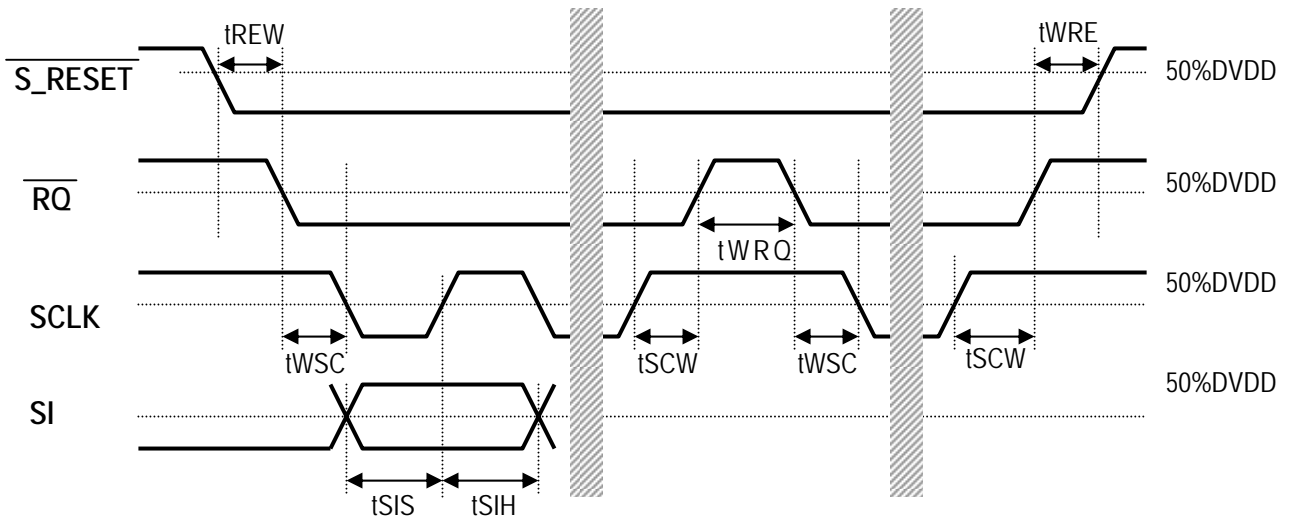 tREW
tWRE
S_RESET
50%DVDD
RQ
50%DVDD
tWRQ
SCLK
50%DVDD
tWSC
tSCW
tWSC
tSCW
SI
50%DVDD
tSIS
tSIH